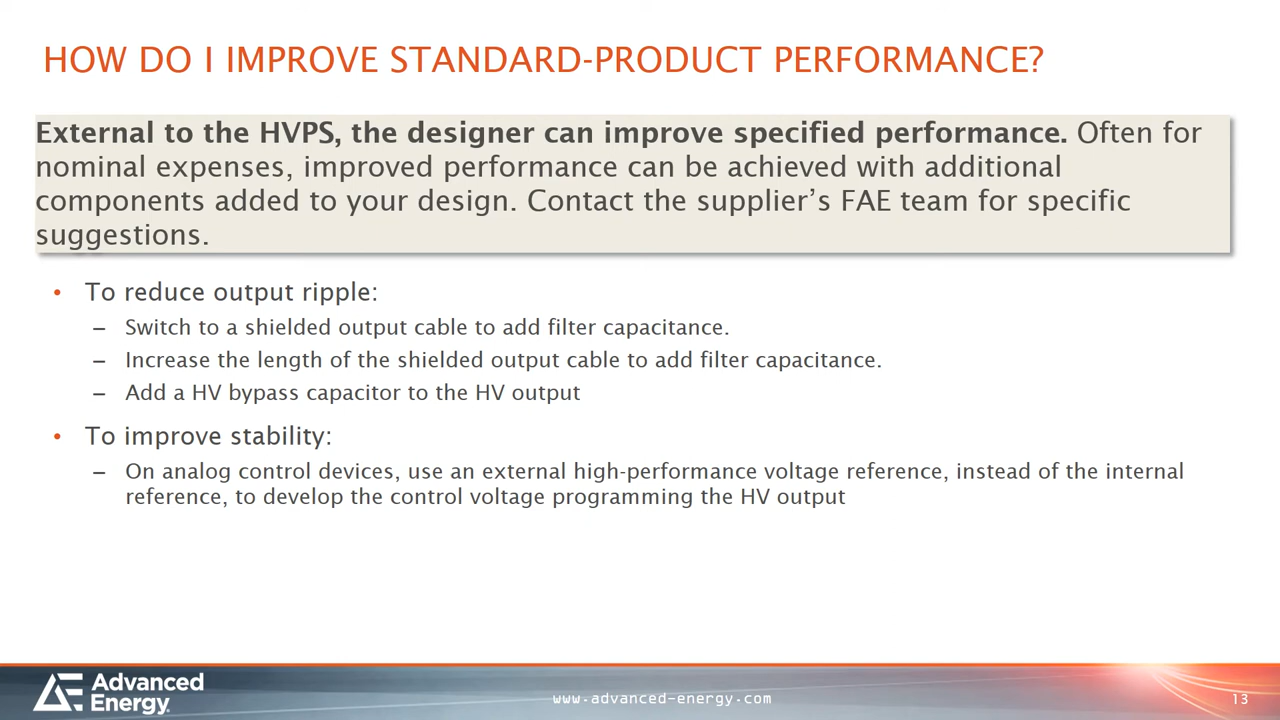 HOW DO I IMPROVE STANDARD-PRODUCT PERFORMANCE?
External to the HVPS, the designer can improve specified performance. Often for
nominal expenses, improved performance can be achieved with additional
components added to your design. Contact the supplier’s FAE team for specific
suggestions.
• To reduce output ripple:
– Switch to a shielded output cable to add filter capacitance.
– Increase the length of the shielded output cable to add filter capacitance.
– Add a HV bypass capacitor to the HV output
• To improve stability:
– On analog control devices, use an external high-performance voltage reference, instead of the internal
reference, to develop the control voltage programming the HV output
Advanced
Energy
www.advanced-energy.com
13